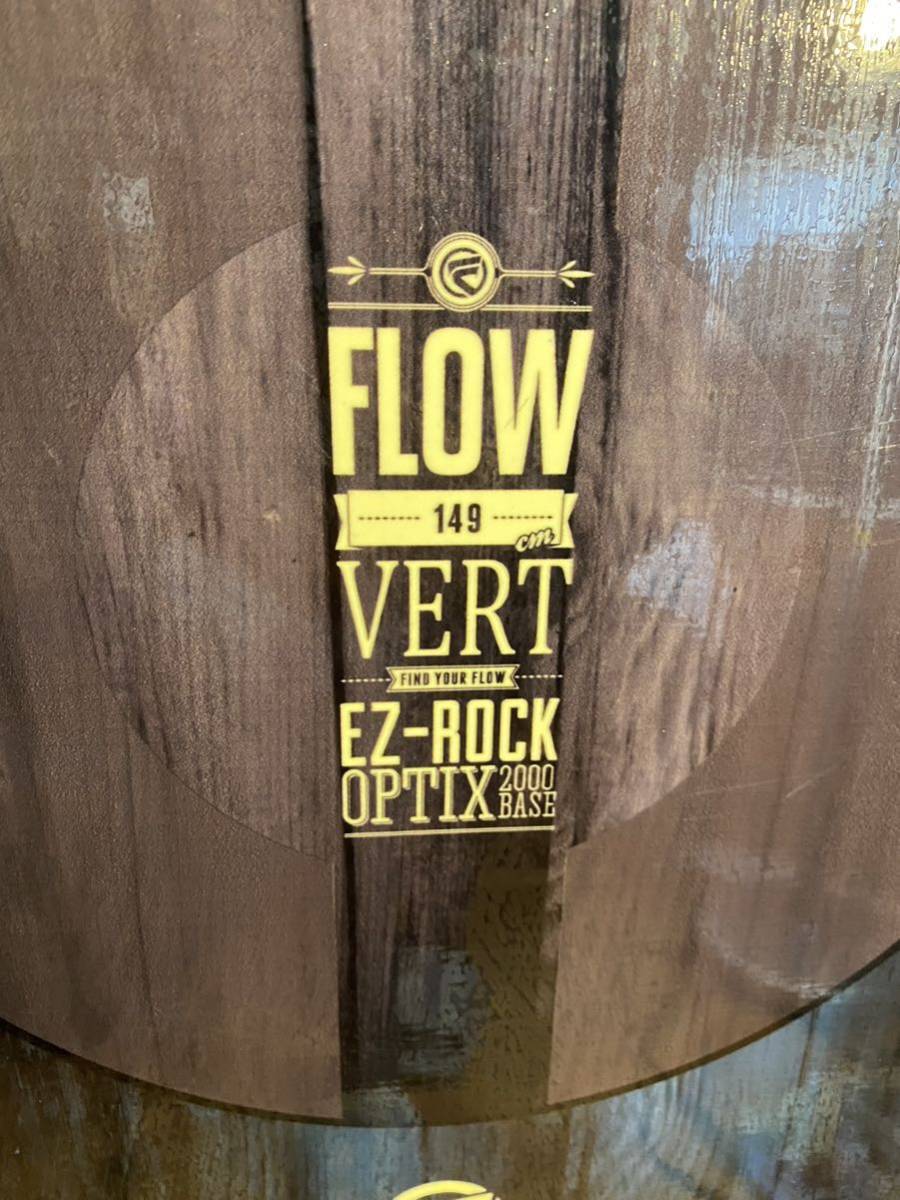 FLOW
149
cm
VERT
FIND YOUR FLOW
EZ-ROCK
OPTIX 2000
BASE